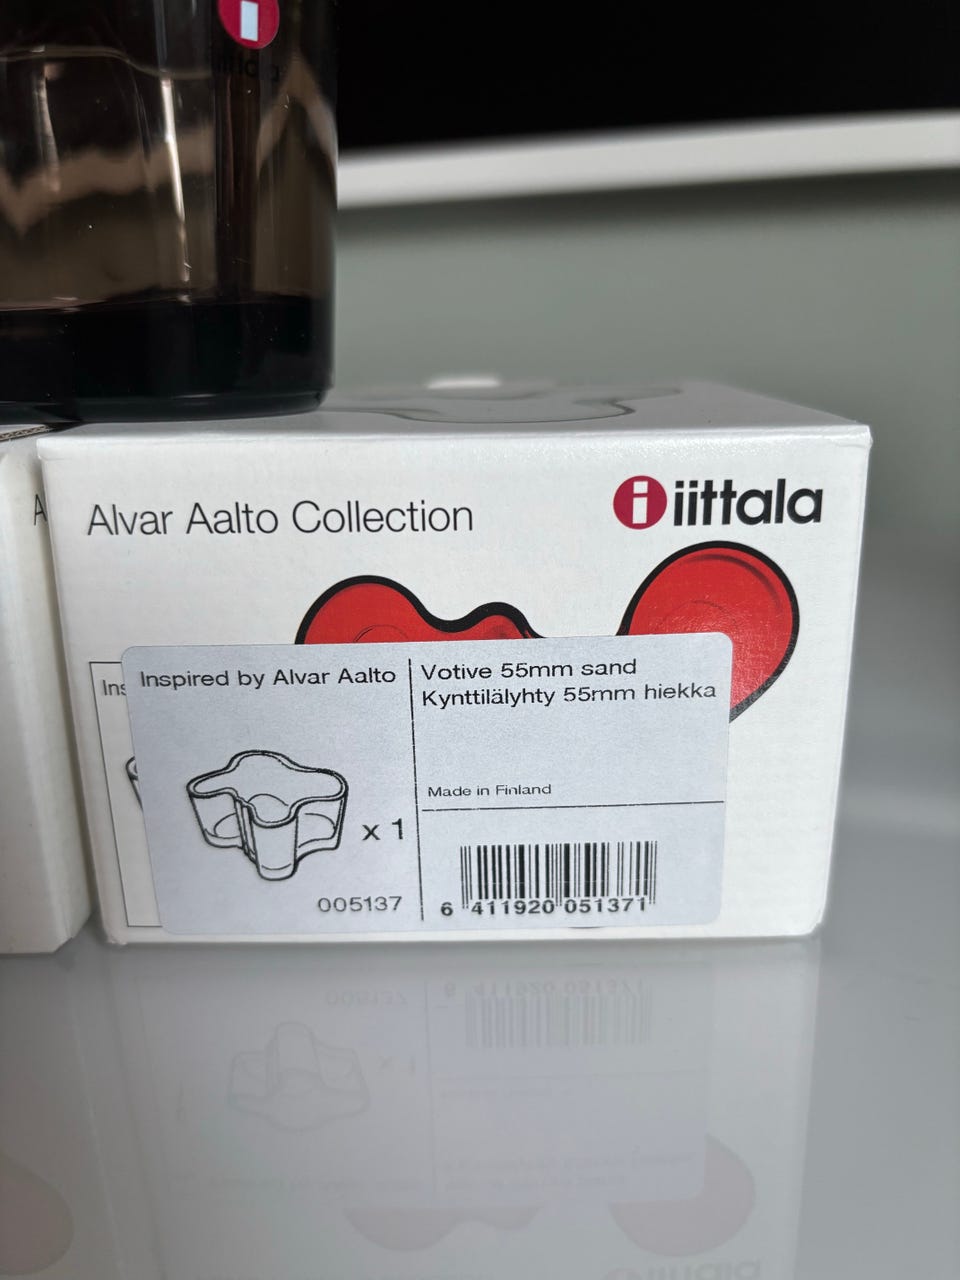 Alvar Aalto Collection
i iittala
Ins
Inspired by Alvar Aalto
Votive 55mm sand
Kynttilälyhty 55mm hiekka
Made in Finland
x 1
005137
6 411920 051371